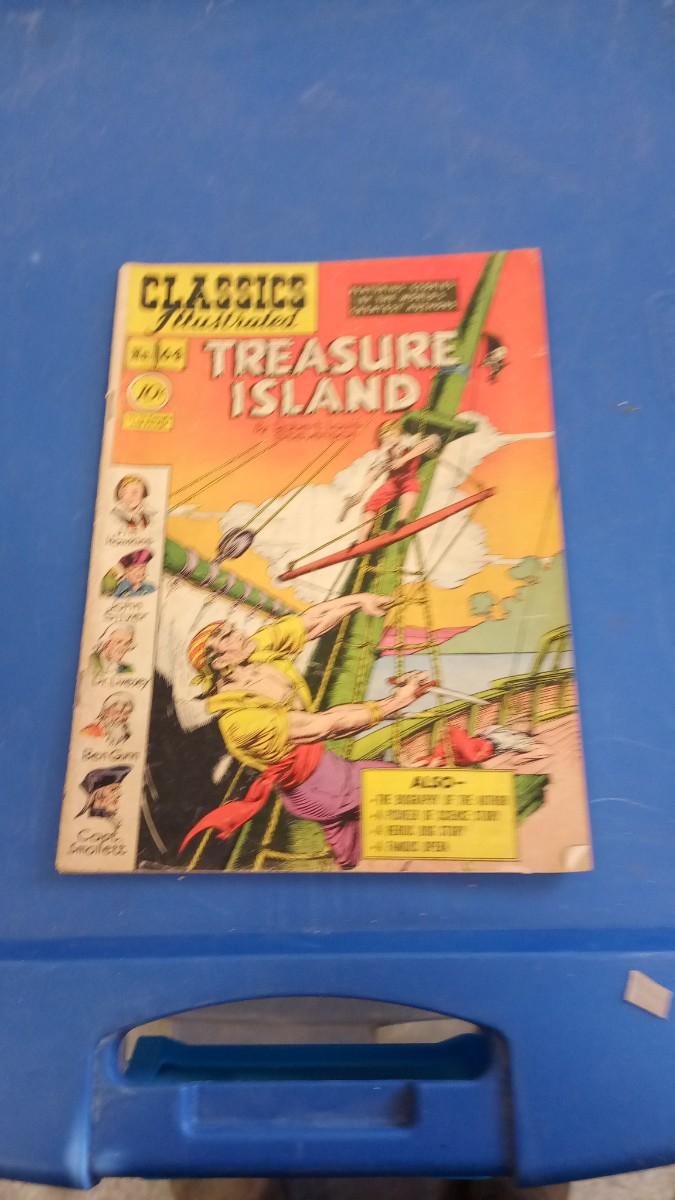 CLASSICS
Illustrated
No. 64
10¢
TREASURE
ISLAND
By
Hawkins
John
Silver
Dr. Livesey
Ben Gunn
Capt.
Smollett
ALSO—
-THE BIOGRAPHY OF THE AUTHOR
-A PIONEER OF SCIENCE STORY
-A HEROIC DOG STORY
-A FAMOUS OPERA